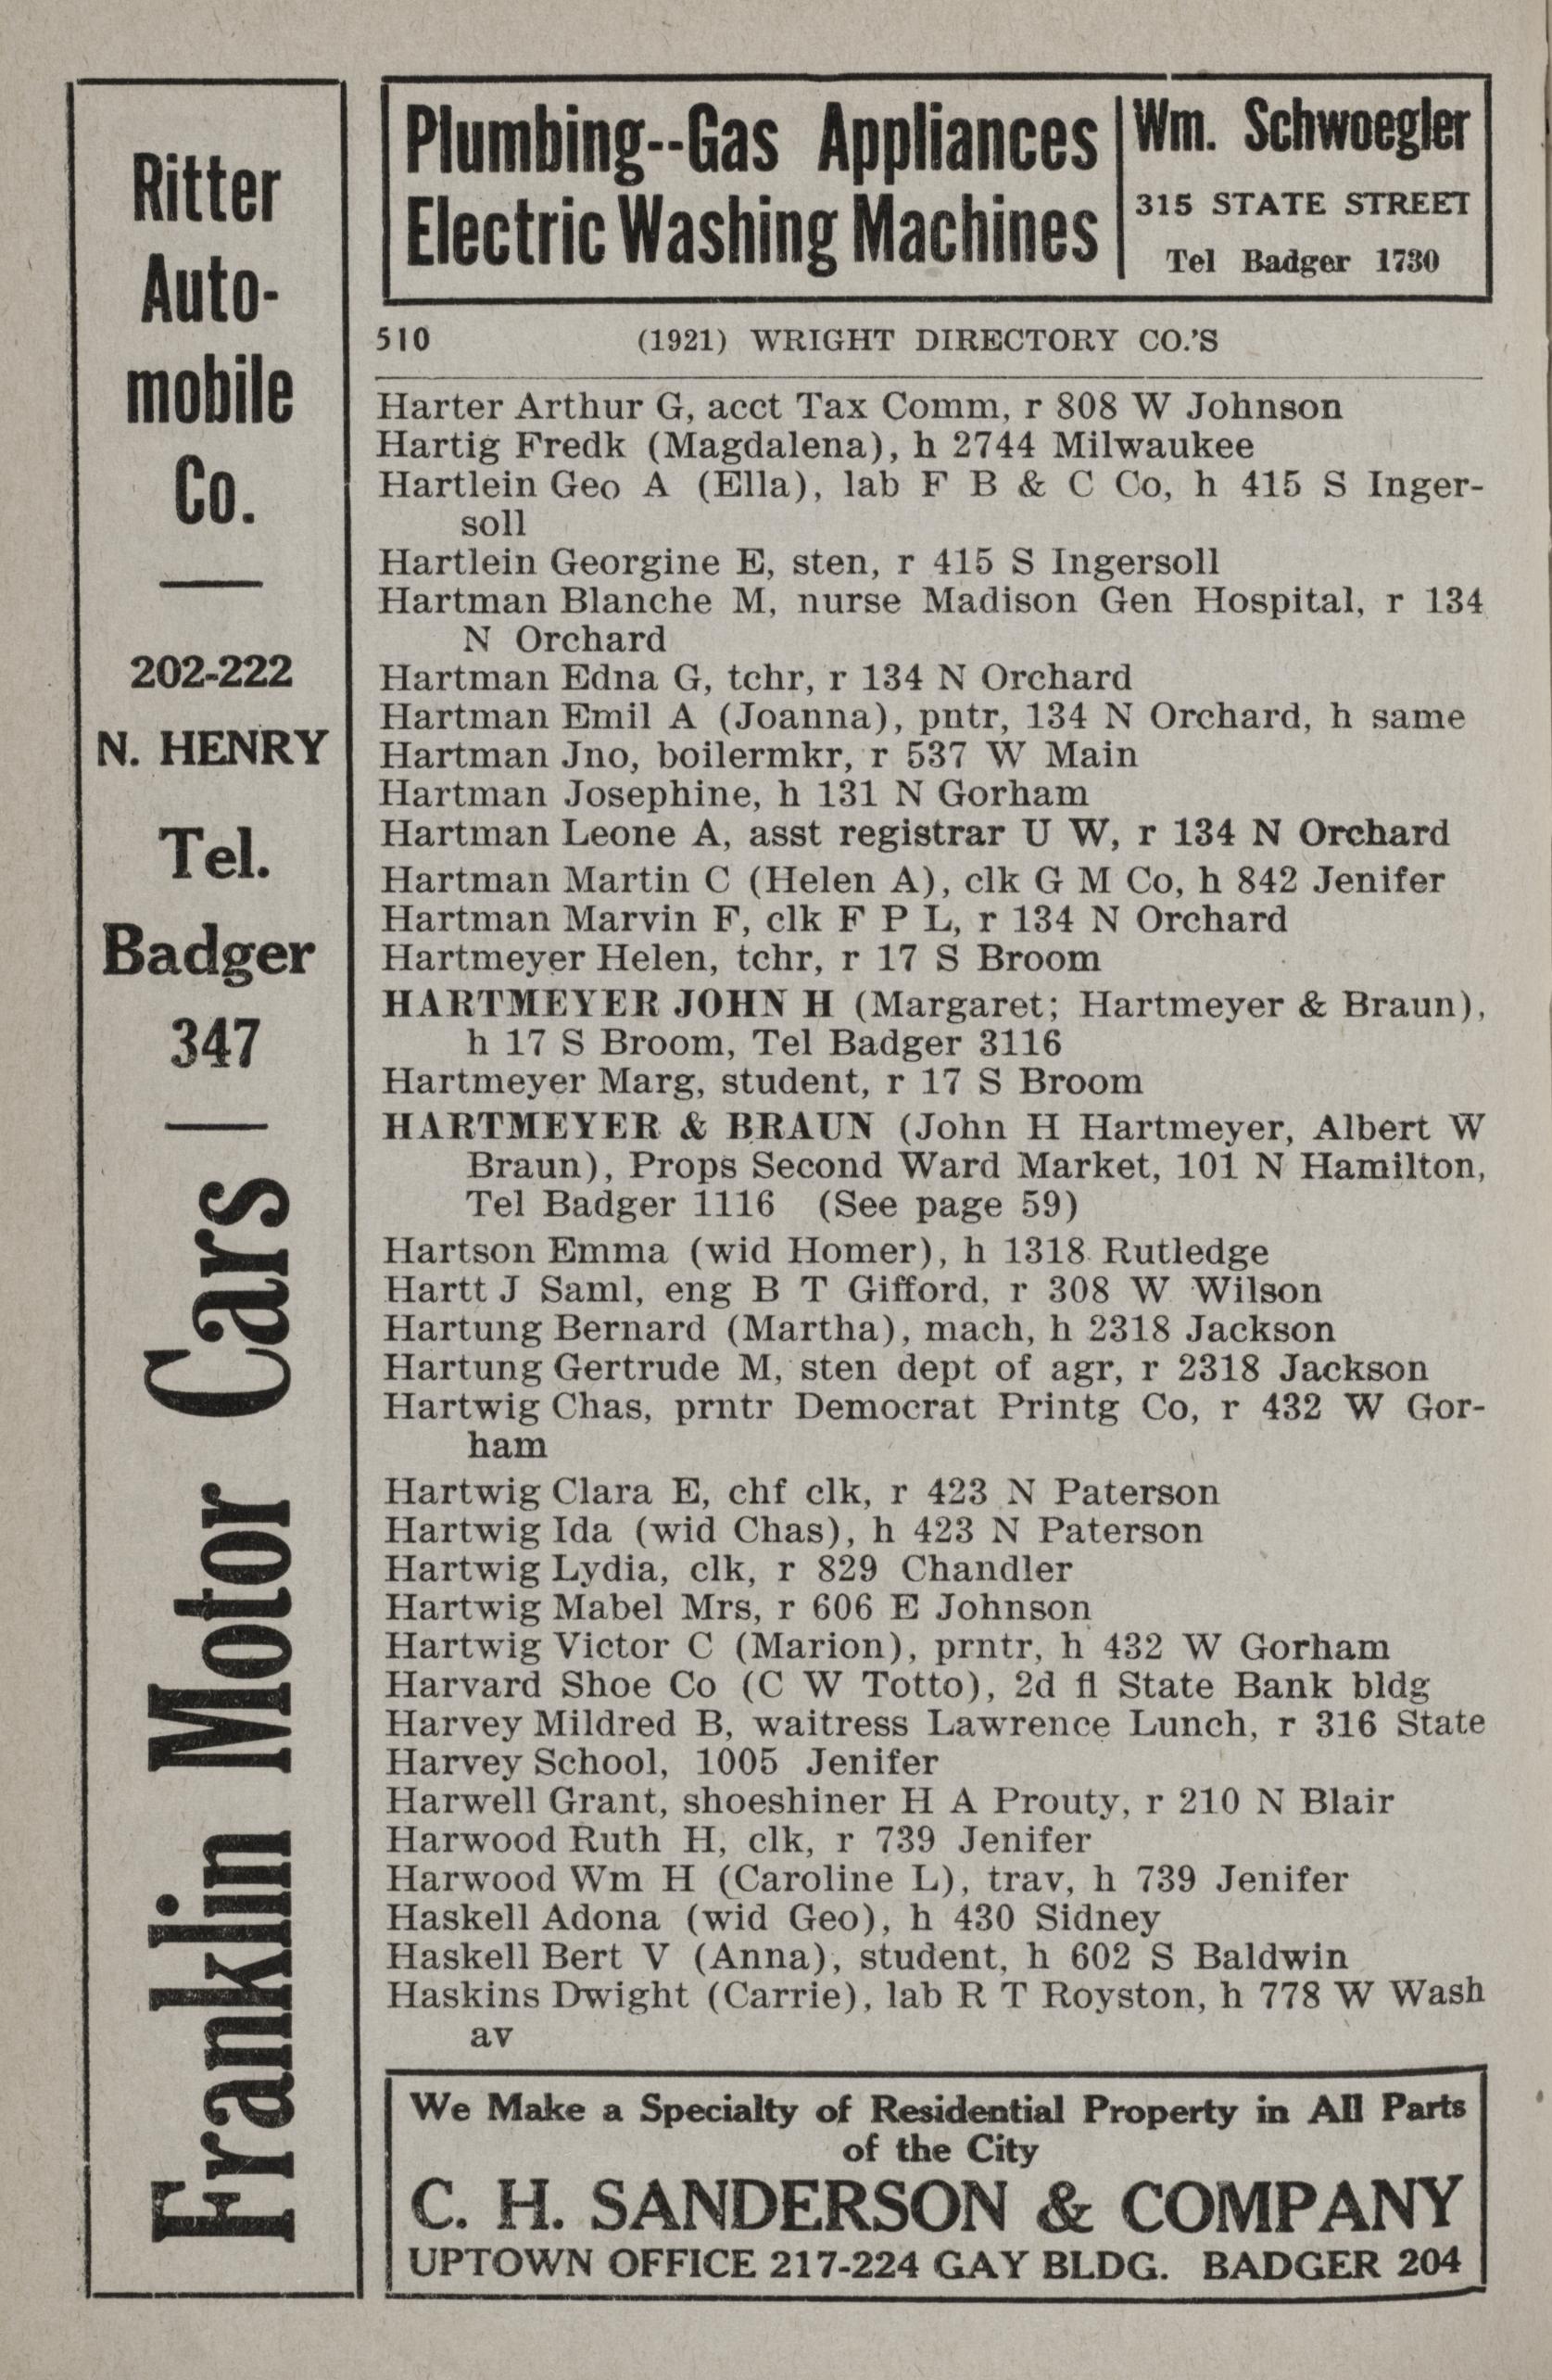 Plumbing--Gas Appliances
Electric Washing Machines
Wm. Schwoegler
315 STATE STREET
Tel Badger 1730
Ritter
Auto-
mobile
Co.
202-222
N. HENRY
Tel.
Badger
347
Franklin Motor Cars
510 (1921) WRIGHT DIRECTORY CO.'S
Harter Arthur G, acct Tax Comm, r 808 W Johnson
Hartig Fredk (Magdalena), h 2744 Milwaukee
Hartlein Geo A (Ella), lab F B & C Co, h 415 S Inger-
soll
Hartlein Georgine E, sten, r 415 S Ingersoll
Hartman Blanche M, nurse Madison Gen Hospital, r 134
N Orchard
Hartman Edna G, tchr, r 134 N Orchard
Hartman Emil A (Joanna), pntr, 134 N Orchard, h same
Hartman Jno, boilermkr, r 537 W Main
Hartman Josephine, h 131 N Gorham
Hartman Leone A, asst registrar U W, r 134 N Orchard
Hartman Martin C (Helen A), clk G M Co, h 842 Jenifer
Hartman Marvin F, clk F P L, r 134 N Orchard
Hartmeyer Helen, tchr, r 17 S Broom
HARTMEYER JOHN H (Margaret; Hartmeyer & Braun),
h 17 S Broom, Tel Badger 3116
Hartmeyer Marg, student, r 17 S Broom
HARTMEYER & BRAUN (John H Hartmeyer, Albert W
Braun), Props Second Ward Market, 101 N Hamilton,
Tel Badger 1116 (See page 59)
Hartson Emma (wid Homer), h 1318 Rutledge
Hartt J Saml, eng B T Gifford, r 308 W Wilson
Hartung Bernard (Martha), mach, h 2318 Jackson
Hartung Gertrude M, sten dept of agr, r 2318 Jackson
Hartwig Chas, prntr Democrat Printg Co, r 432 W Gor-
ham
Hartwig Clara E, chf clk, r 423 N Paterson
Hartwig Ida (wid Chas), h 423 N Paterson
Hartwig Lydia, clk, r 829 Chandler
Hartwig Mabel Mrs, r 606 E Johnson
Hartwig Victor C (Marion), prntr, h 432 W Gorham
Harvard Shoe Co (C W Totto), 2d fl State Bank bldg
Harvey Mildred B, waitress Lawrence Lunch, r 316 State
Harvey School, 1005 Jenifer
Harwell Grant, shoeshiner H A Prouty, r 210 N Blair
Harwood Ruth H, clk, r 739 Jenifer
Harwood Wm H (Caroline L), trav, h 739 Jenifer
Haskell Adona (wid Geo), h 430 Sidney
Haskell Bert V (Anna), student, h 602 S Baldwin
Haskins Dwight (Carrie), lab R T Royston, h 778 W Wash
av
We Make a Specialty of Residential Property in All Parts
of the City
C. H. SANDERSON & COMPANY
UPTOWN OFFICE 217-224 GAY BLDG. BADGER 204